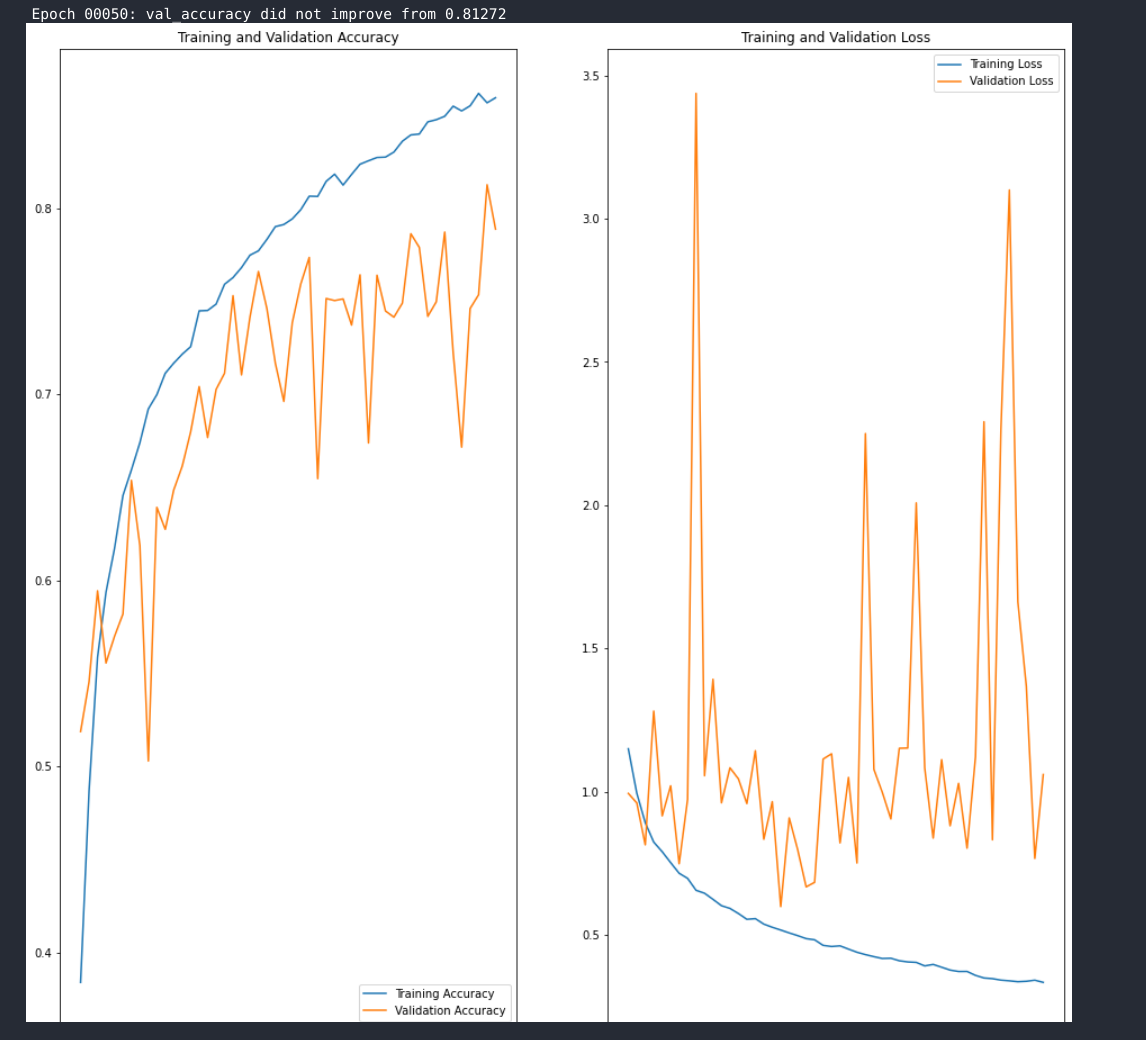 Epoch 00050: val_accuracy did not improve from 0.81272
Training and Validation Accuracy
0.8
0.7
0.6
0.5
0.4
Training Accuracy
Validation Accuracy
Training and Validation Loss
Training Loss
Validation Loss
3.5
3.0
2.5
2.0
1.5
1.0
0.5